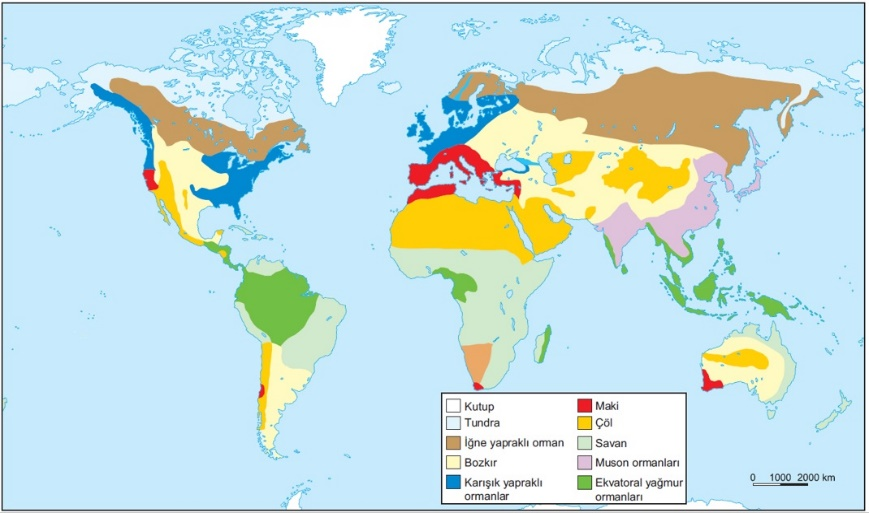 Kutup
Tundra
İğne yapraklı orman
Bozkır
Karışık yapraklı
ormanlar
Maki
Çöl
Savan
Muson ormanları
Ekvatoral yağmur
ormanları
0 1000 2000 km